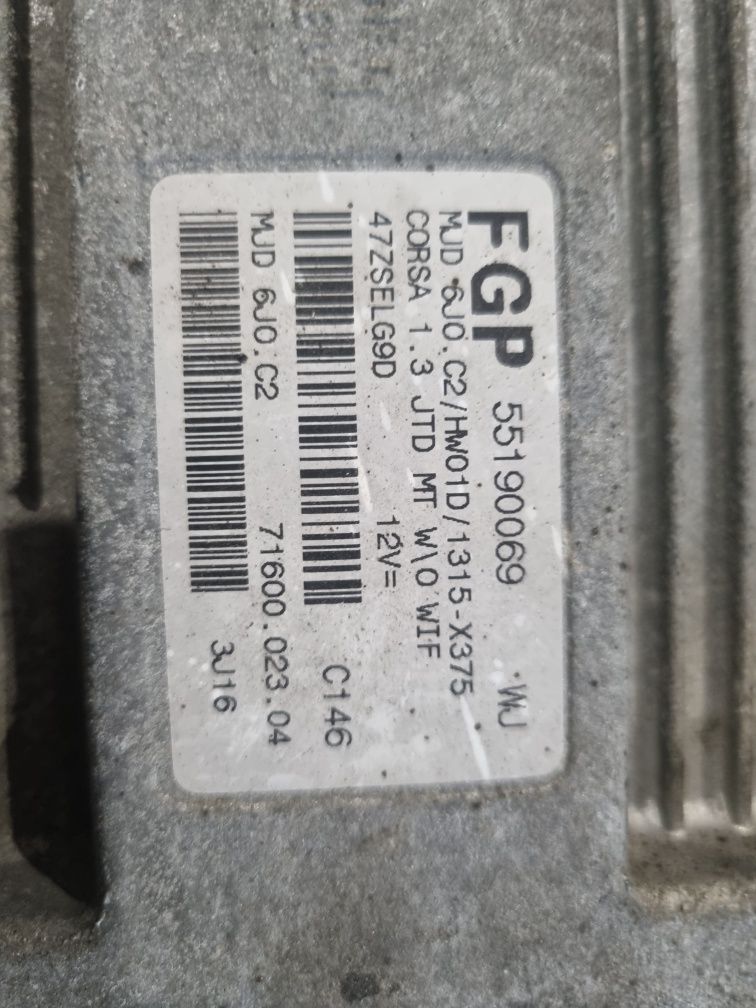 FGP 55190069 WJ
MJD 6JO.C2/HW01D/1315-X375
CORSA 1.3 JTD MT W\O WIF
47ZSELG9D 12V=
C146
MJD 6JO.C2 71600.023.04
3J16